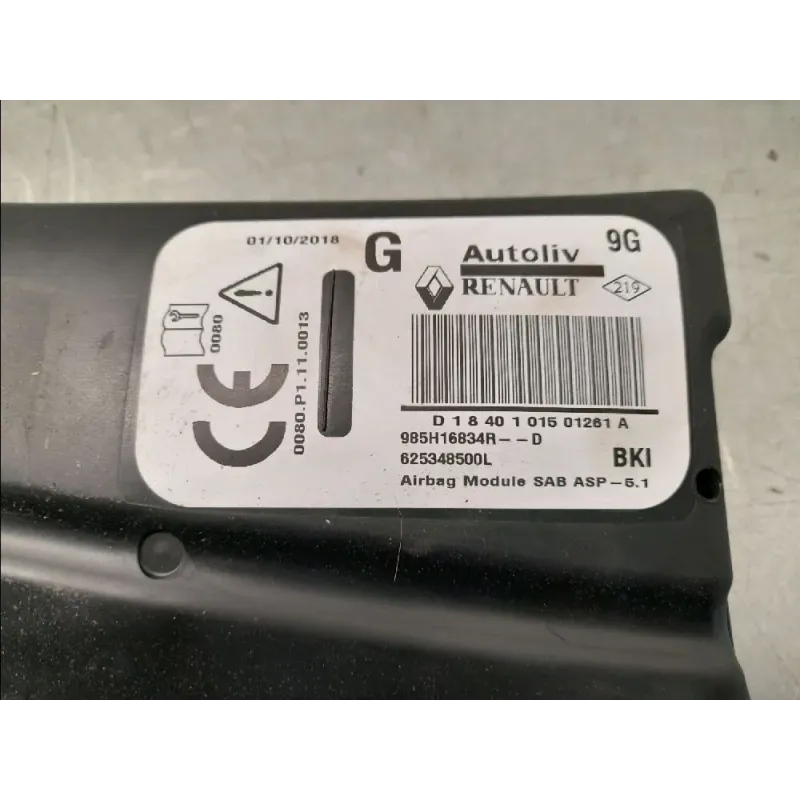 01/10/2018
G
Autoliv
9G
RENAULT
219
0080
CE
0080.P1.11.0013
D 1 8 40 1 015 01261 A
985H16834R--D
625348500L
BKI
Airbag Module SAB ASP-5.1